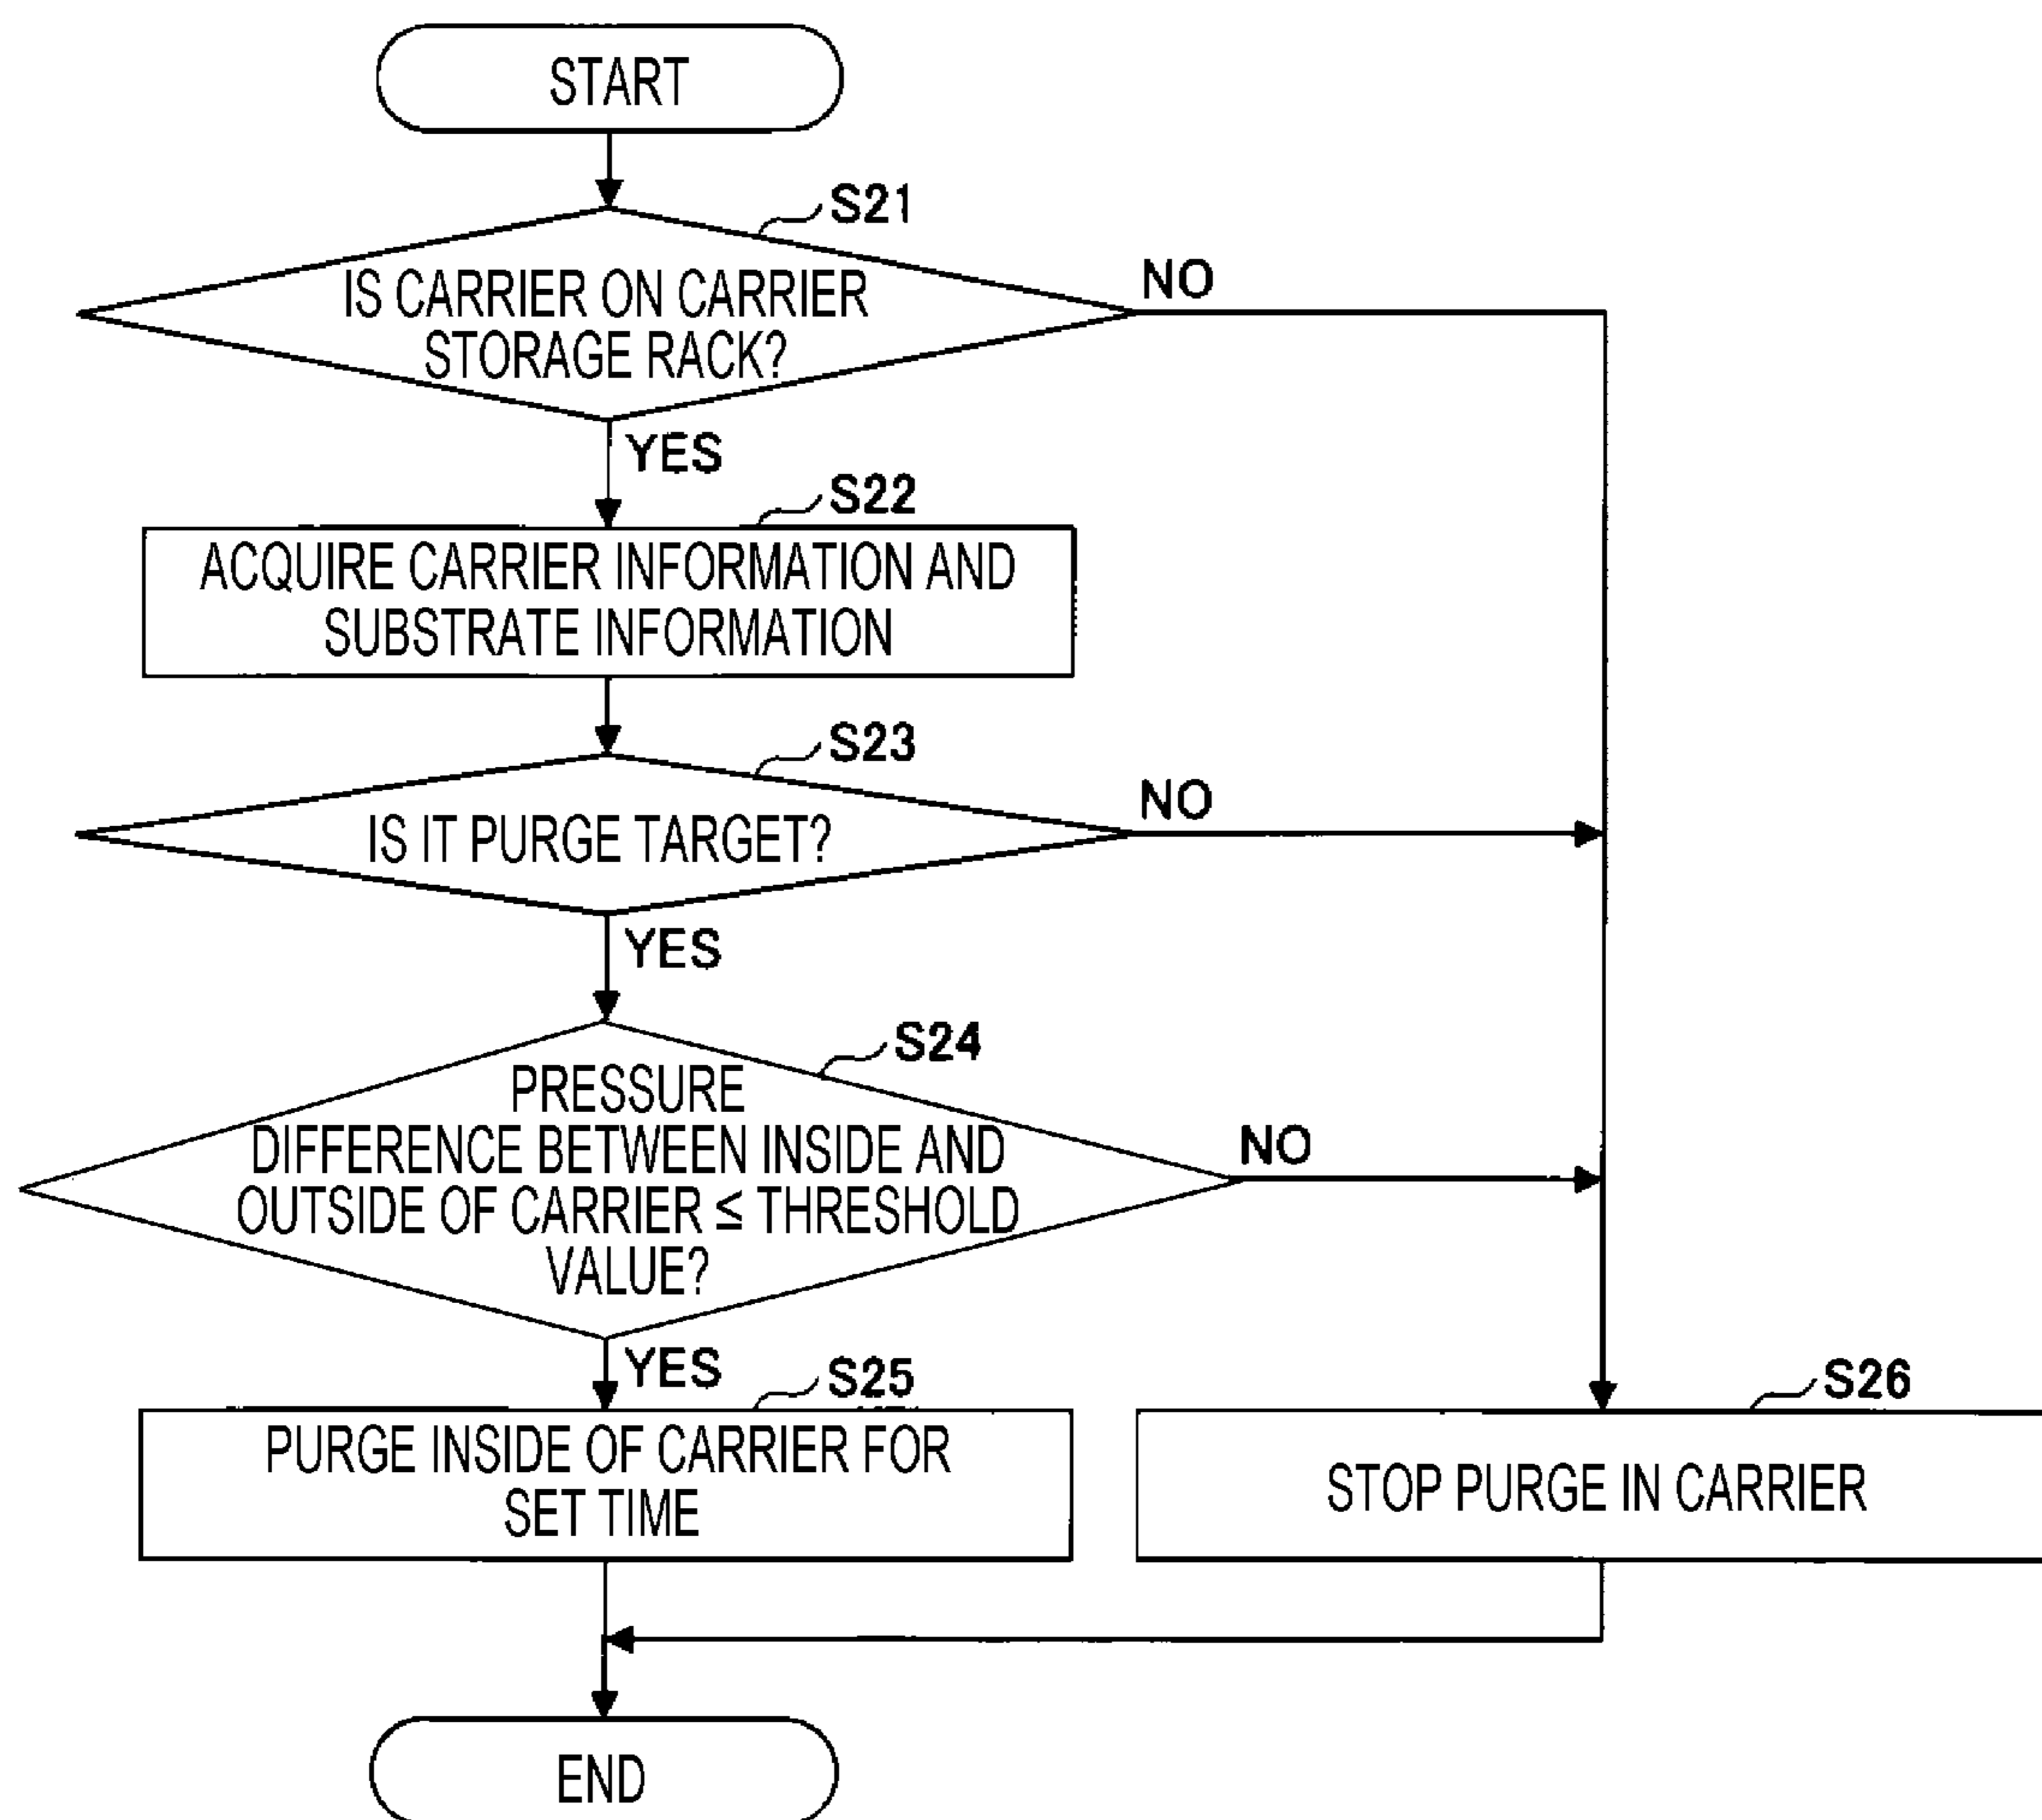 START
S21
IS CARRIER ON CARRIER
STORAGE RACK?
NO
YES
S22
ACQUIRE CARRIER INFORMATION AND
SUBSTRATE INFORMATION
S23
IS IT PURGE TARGET?
NO
YES
S24
PRESSURE
DIFFERENCE BETWEEN INSIDE AND
OUTSIDE OF CARRIER ≤ THRESHOLD
VALUE?
NO
YES
S25
PURGE INSIDE OF CARRIER FOR
SET TIME
S26
STOP PURGE IN CARRIER
END